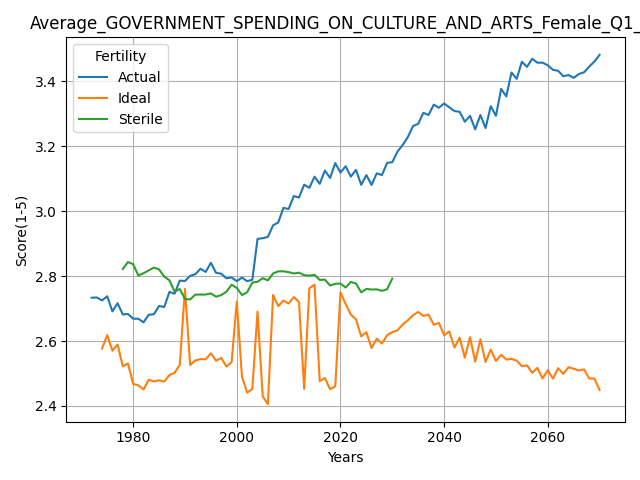 Average_GOVERNMENT_SPENDING_ON_CULTURE_AND_ARTS_Female_Q1_
Fertility
Actual
Ideal
Sterile
Score(1-5)
3.4
3.2
3.0
2.8
2.6
2.4
1980 2000 2020 2040 2060
Years